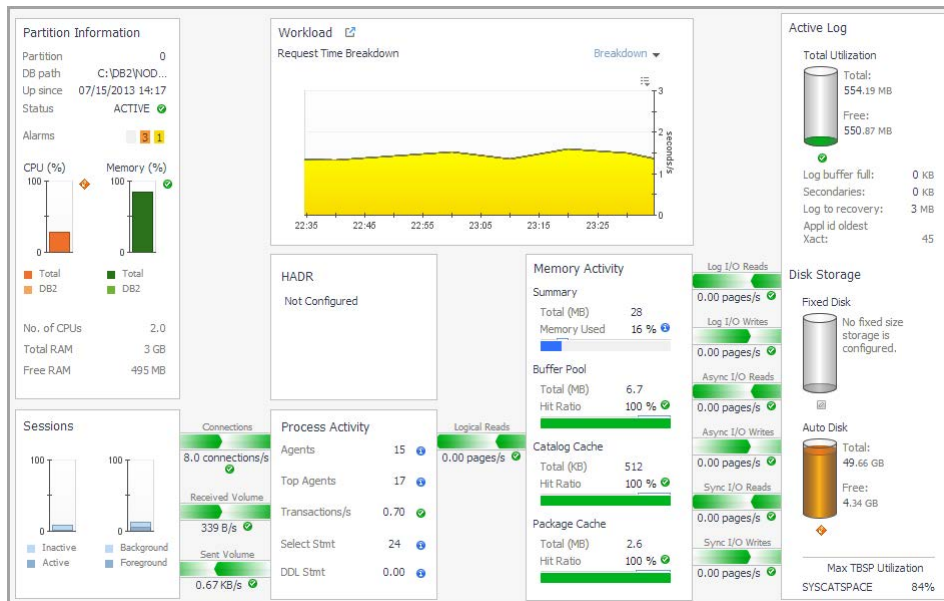 Partition Information
Partition 0
DB path C:\DB2\NOD...
Up since 07/15/2013 14:17
Status ACTIVE
Alarms 3 1
CPU (%) Memory (%)
100 100
0 0
Total Total
DB2 DB2
No. of CPUs 2.0
Total RAM 3 GB
Free RAM 495 MB
Workload
Request Time Breakdown Breakdown
3
2
1
0
seconds/s
22:35 22:45 22:55 23:05 23:15 23:25
Active Log
Total Utilization
Total:
554.19 MB
Free:
550.87 MB
Log buffer full: 0 KB
Secondaries: 0 KB
Log to recovery: 3 MB
Appl id oldest
Xact: 45
HADR
Not Configured
Memory Activity
Summary
Total (MB) 28
Memory Used 16 %
Buffer Pool
Total (MB) 6.7
Hit Ratio 100 %
Catalog Cache
Total (KB) 512
Hit Ratio 100 %
Package Cache
Total (MB) 2.6
Hit Ratio 100 %
Log I/O Reads
0.00 pages/s
Log I/O Writes
0.00 pages/s
Async I/O Reads
0.00 pages/s
Async I/O Writes
0.00 pages/s
Sync I/O Reads
0.00 pages/s
Sync I/O Writes
0.00 pages/s
Disk Storage
Fixed Disk
No fixed size
storage is
configured.
Auto Disk
Total:
49.66 GB
Free:
4.34 GB
Max TBSP Utilization
SYSCATSPACE 84%
Sessions
100 100
0 0
Inactive Background
Active Foreground
Connections
8.0 connections/s
Received Volume
339 B/s
Sent Volume
0.67 KB/s
Process Activity
Agents 15
Top Agents 17
Transactions/s 0.70
Select Stmt 24
DDL Stmt 0.00
Logical Reads
0.00 pages/s